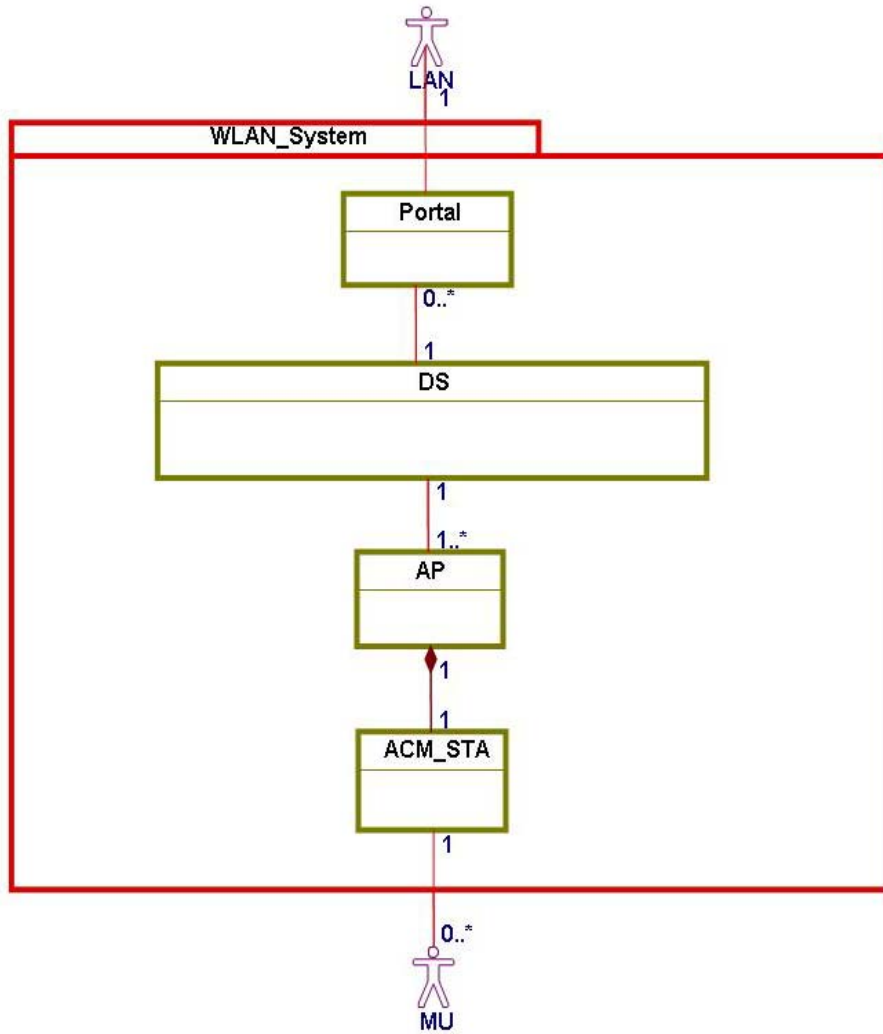 LAN
1
WLAN_System
Portal
0..*
1
DS
1
1..*
AP
1
1
ACM_STA
1
0..*
MU